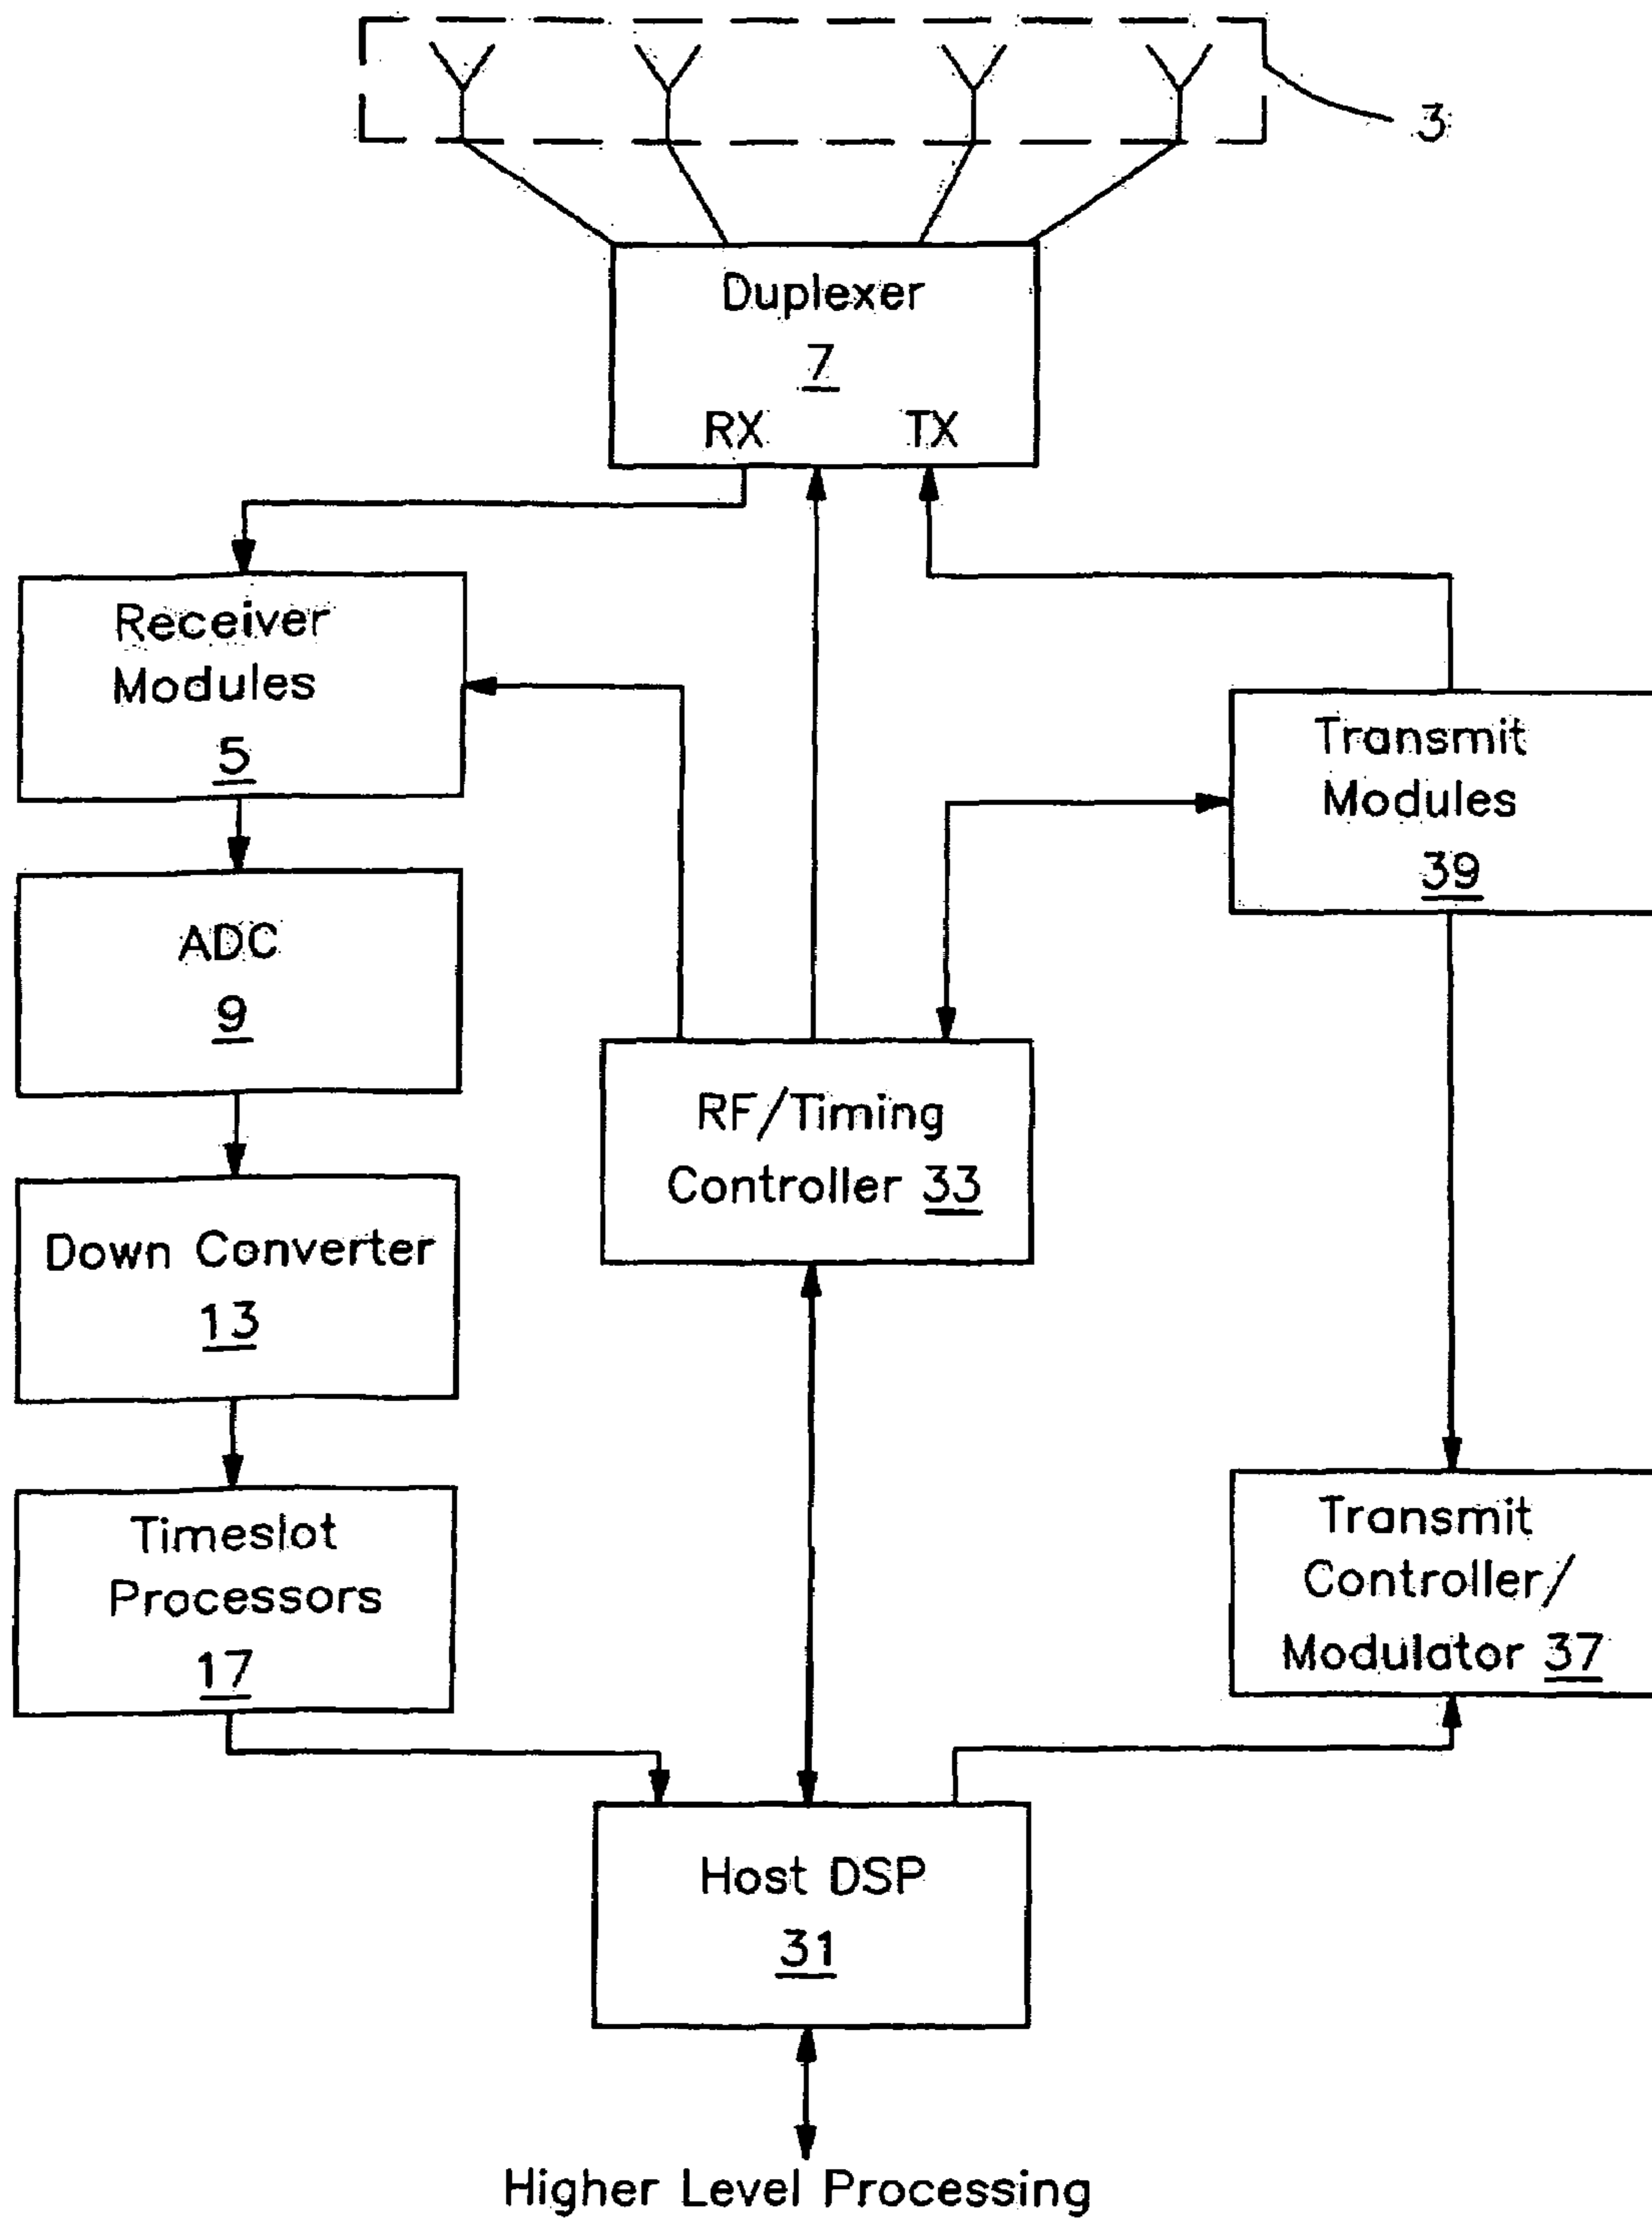 3
Duplexer
7
RX TX
Receiver
Modules
5
Transmit
Modules
39
ADC
9
RF/Timing
Controller 33
Down Converter
13
Timeslot
Processors
17
Transmit
Controller/
Modulator 37
Host DSP
31
Higher Level Processing